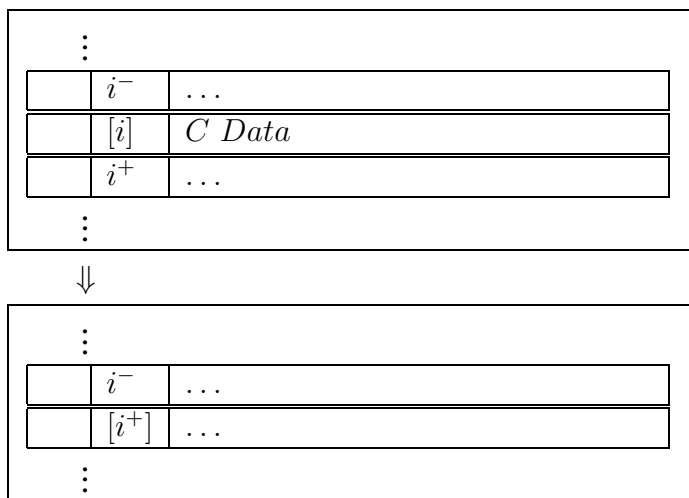 ⋮
i⁻ ...
[i] C Data
i⁺ ...
⋮
⇓
⋮
i⁻ ...
[i⁺] ...
⋮